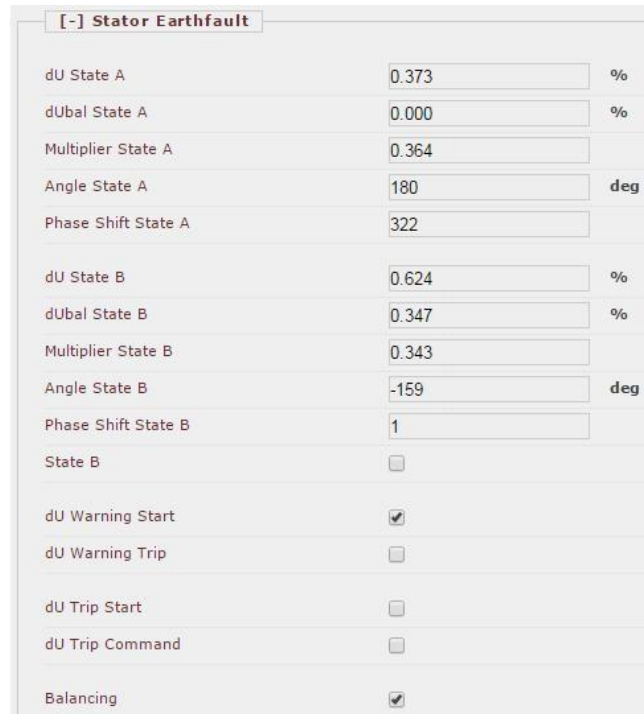 [-] Stator Earthfault
dU State A 0.373 %
dUbal State A 0.000 %
Multiplier State A 0.364
Angle State A 180 deg
Phase Shift State A 322
dU State B 0.624 %
dUbal State B 0.347 %
Multiplier State B 0.343
Angle State B -159 deg
Phase Shift State B 1
State B
dU Warning Start
dU Warning Trip
dU Trip Start
dU Trip Command
Balancing